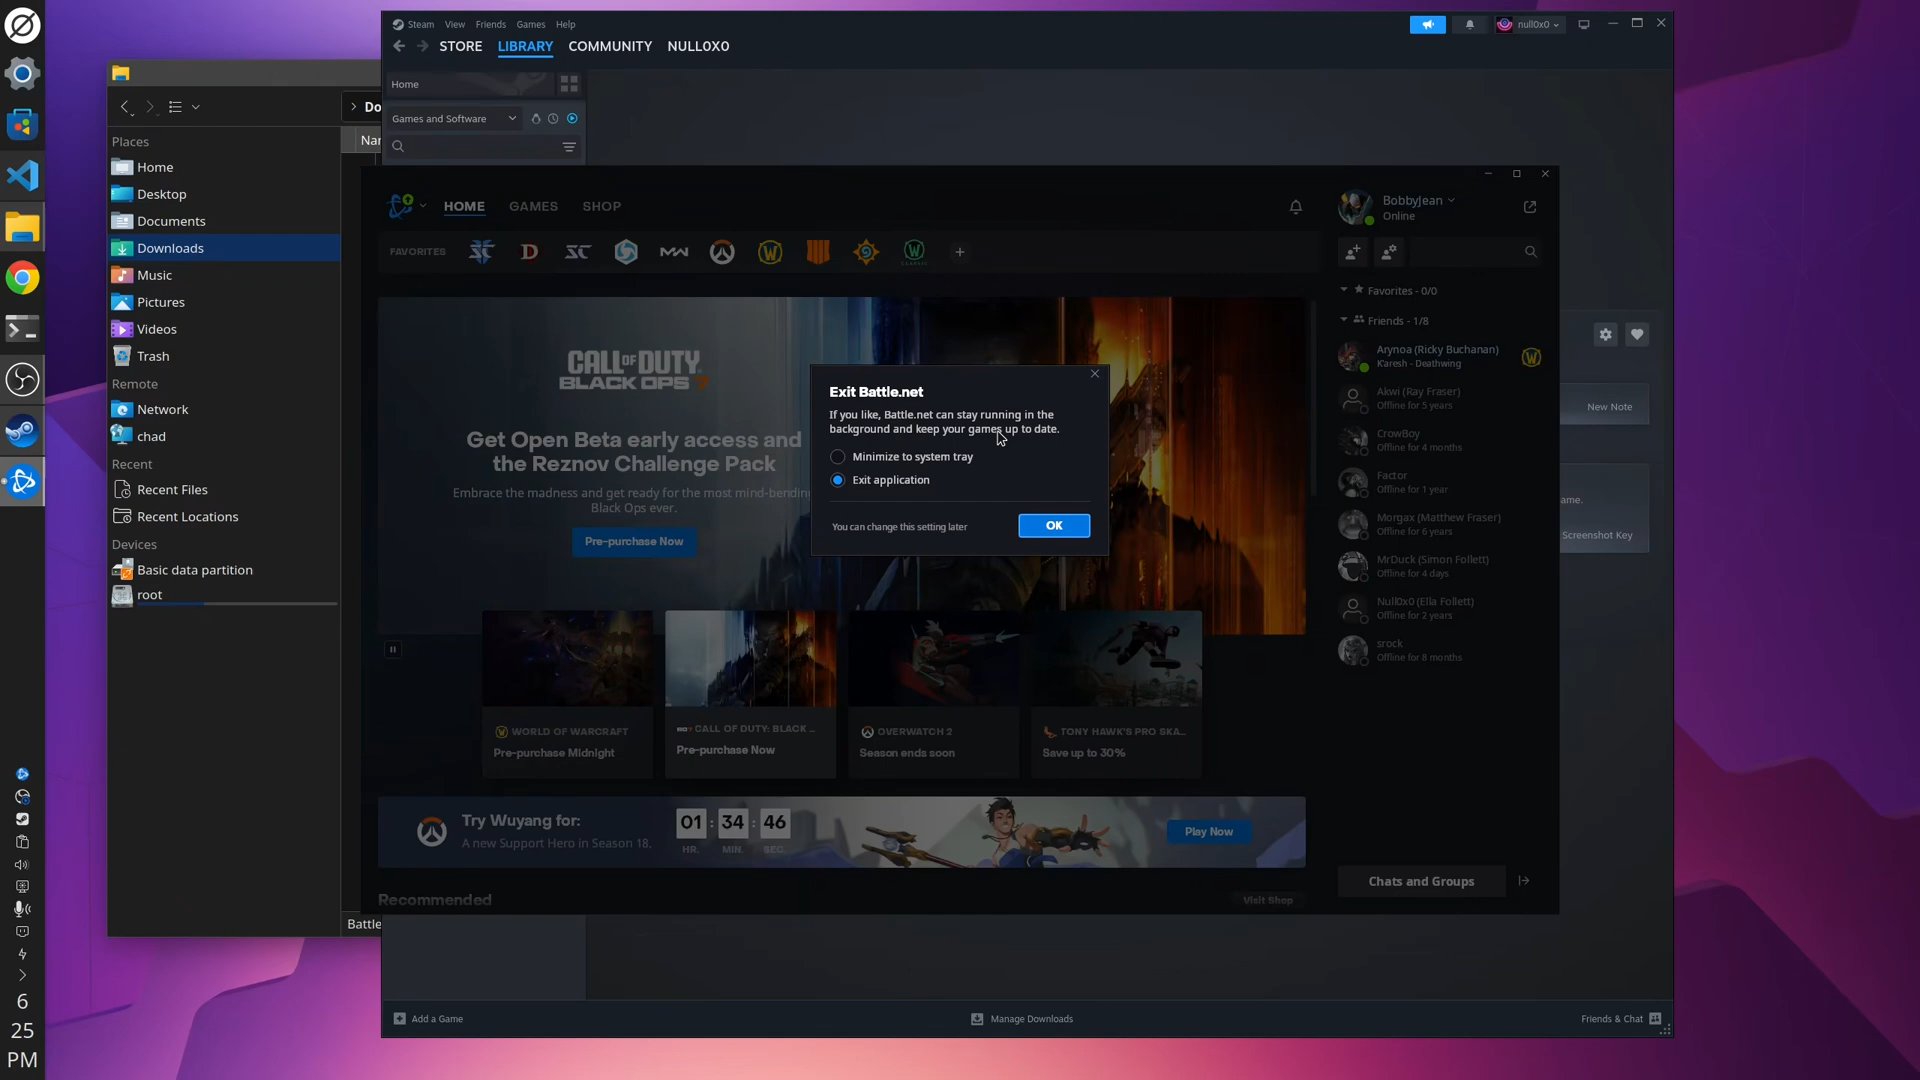 Steam View Friends Games Help
null0x0
STORE LIBRARY COMMUNITY NULL0X0
Home
Games and Software
Do
Places
Home
Desktop
Documents
Downloads
Music
Pictures
Videos
Trash
Remote
Network
chad
Recent
Recent Files
Recent Locations
Devices
Basic data partition
root
HOME GAMES SHOP
FAVORITES
BobbyJean
Online
Favorites - 0/0
Friends - 1/8
Arynoa (Ricky Buchanan)
K'aresh - Deathwing
Akwi (Ray Fraser)
Offline for 5 years
CrowBoy
Offline for 4 months
Factor
Offline for 1 year
Morgax (Matthew Fraser)
Offline for 6 years
MrDuck (Simon Follett)
Offline for 4 days
Null0x0 (Ella Follett)
Offline for 2 years
srock
Offline for 8 months
Chats and Groups
CALL OF DUTY
BLACK OPS 7
Get Open Beta early access and
the Reznov Challenge Pack
Embrace the madness and get ready for the most mind-bending
Black Ops ever.
Pre-purchase Now
Exit Battle.net
If you like, Battle.net can stay running in the
background and keep your games up to date.
Minimize to system tray
Exit application
You can change this setting later
OK
WORLD OF WARCRAFT
Pre-purchase Midnight
CALL OF DUTY: BLACK ...
Pre-purchase Now
OVERWATCH 2
Season ends soon
TONY HAWK'S PRO SKA...
Save up to 30%
Try Wuyang for:
A new Support Hero in Season 18.
01 : 34 : 46
HR. MIN. SEC.
Play Now
Recommended
Visit Shop
New Note
ame.
Screenshot Key
Battle
Add a Game
Manage Downloads
Friends & Chat
6
25
PM